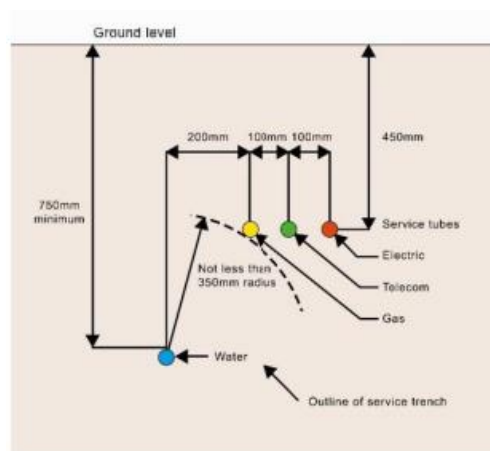 Ground level
200mm
100mm
100mm
450mm
750mm
minimum
Service tubes
Electric
Not less than
350mm radius
Telecom
Gas
Water
Outline of service trench